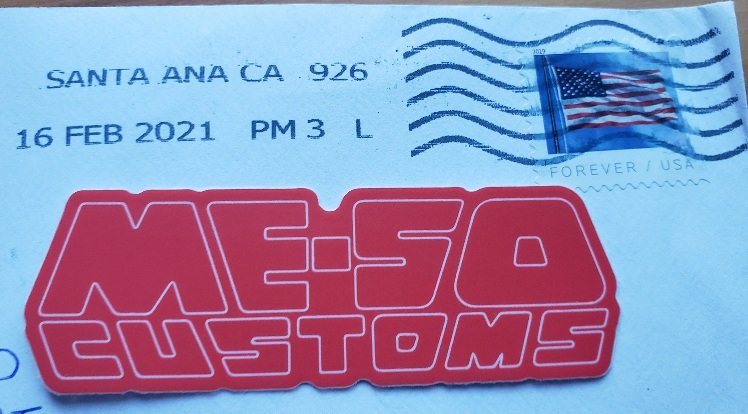 SANTA ANA CA 926
16 FEB 2021 PM 3 L
2019
FOREVER / USA
ME-SO
CUSTOMS